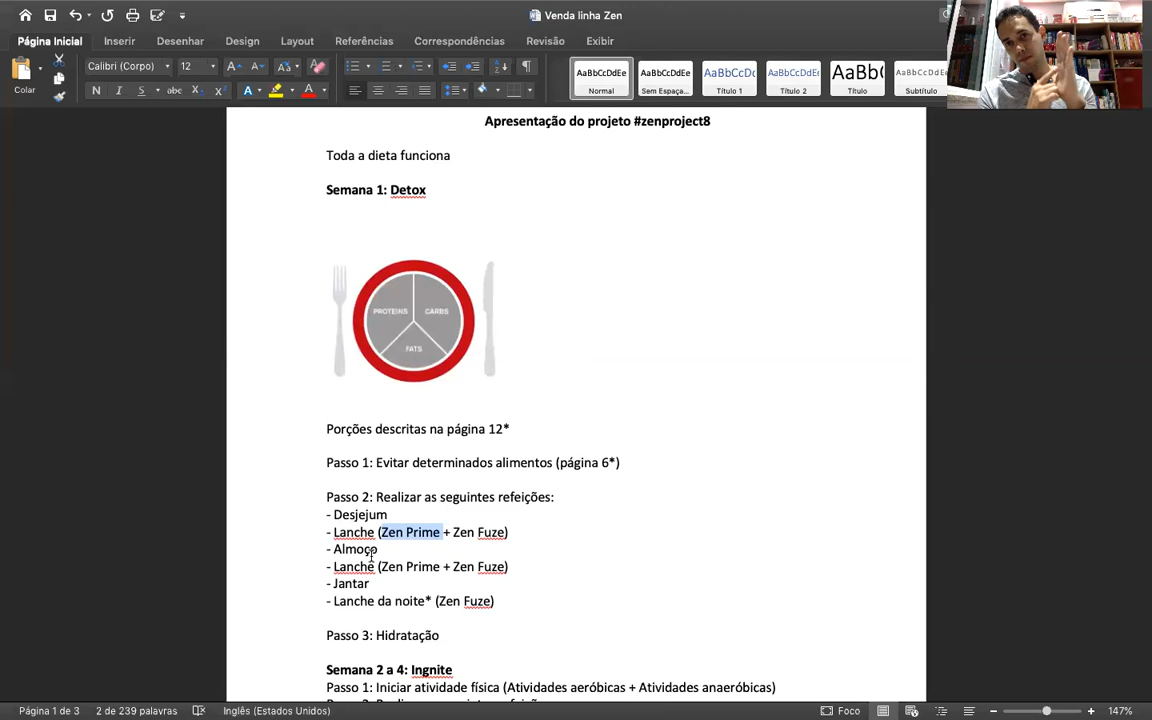 Venda linha Zen
Página Inicial Inserir Desenhar Design Layout Referências Correspondências Revisão Exibir
Colar
Calibri (Corpo) 12
N I S abc X₂ X²
AaBbCcDdEe AaBbCcDdEe AaBbCcDc AaBbCcDdEe AaBb( AaBbCcDdEe
Normal Sem Espaça... Título 1 Título 2 Título Subtítulo
Apresentação do projeto #zenproject8
Toda a dieta funciona
Semana 1: Detox
PROTEINS CARBS
FATS
Porções descritas na página 12*
Passo 1: Evitar determinados alimentos (página 6*)
Passo 2: Realizar as seguintes refeições:
- Desjejum
- Lanche (Zen Prime + Zen Fuze)
- Almoço
- Lanche (Zen Prime + Zen Fuze)
- Jantar
- Lanche da noite* (Zen Fuze)
Passo 3: Hidratação
Semana 2 a 4: Ingnite
Passo 1: Iniciar atividade física (Atividades aeróbicas + Atividades anaeróbicas)
Página 1 de 3 2 de 239 palavras Inglês (Estados Unidos) Foco 147%